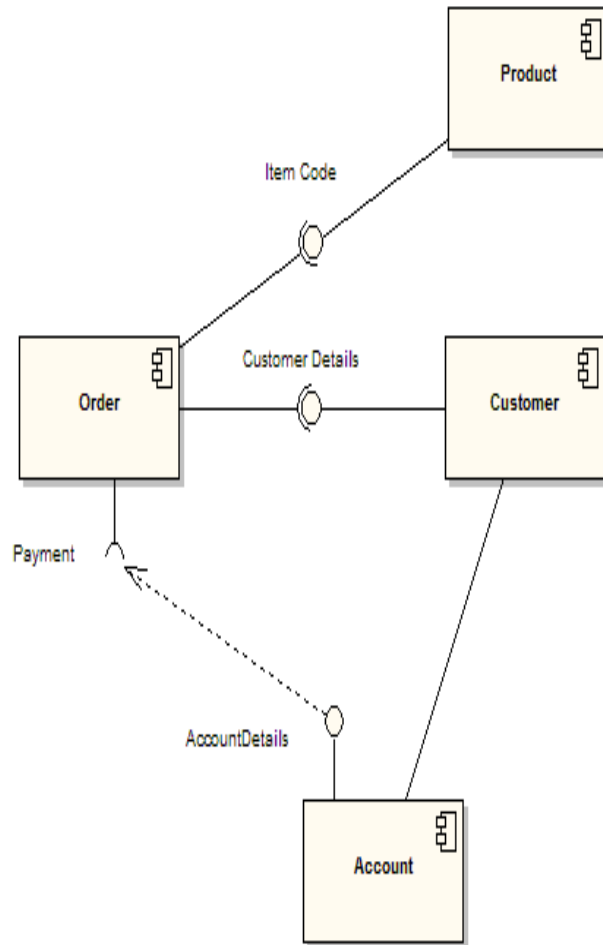 Product
Item Code
Customer Details
Order
Customer
Payment
AccountDetails
Account